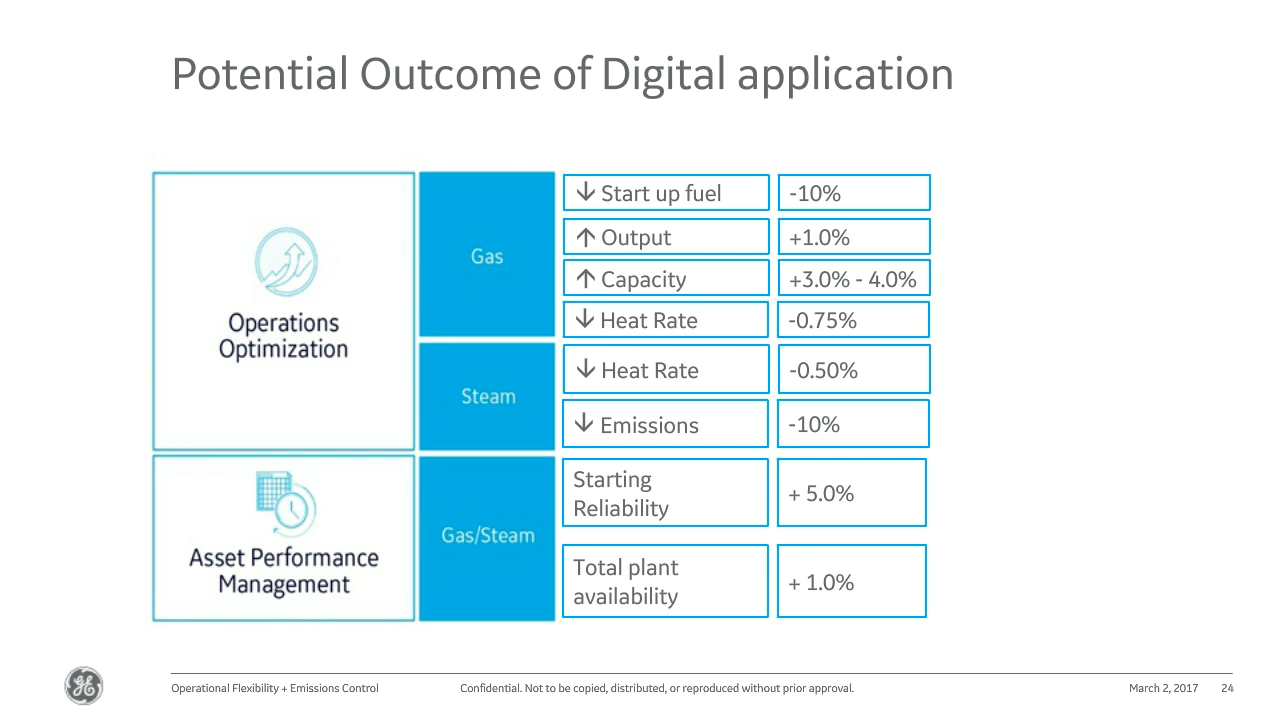 Potential Outcome of Digital application
Operations
Optimization
Gas
↓ Start up fuel
-10%
↑ Output
+1.0%
↑ Capacity
+3.0% - 4.0%
↓ Heat Rate
-0.75%
Steam
↓ Heat Rate
-0.50%
↓ Emissions
-10%
Asset Performance
Management
Gas/Steam
Starting
Reliability
+ 5.0%
Total plant
availability
+ 1.0%
GE
Operational Flexibility + Emissions Control
Confidential. Not to be copied, distributed, or reproduced without prior approval.
March 2, 2017
24